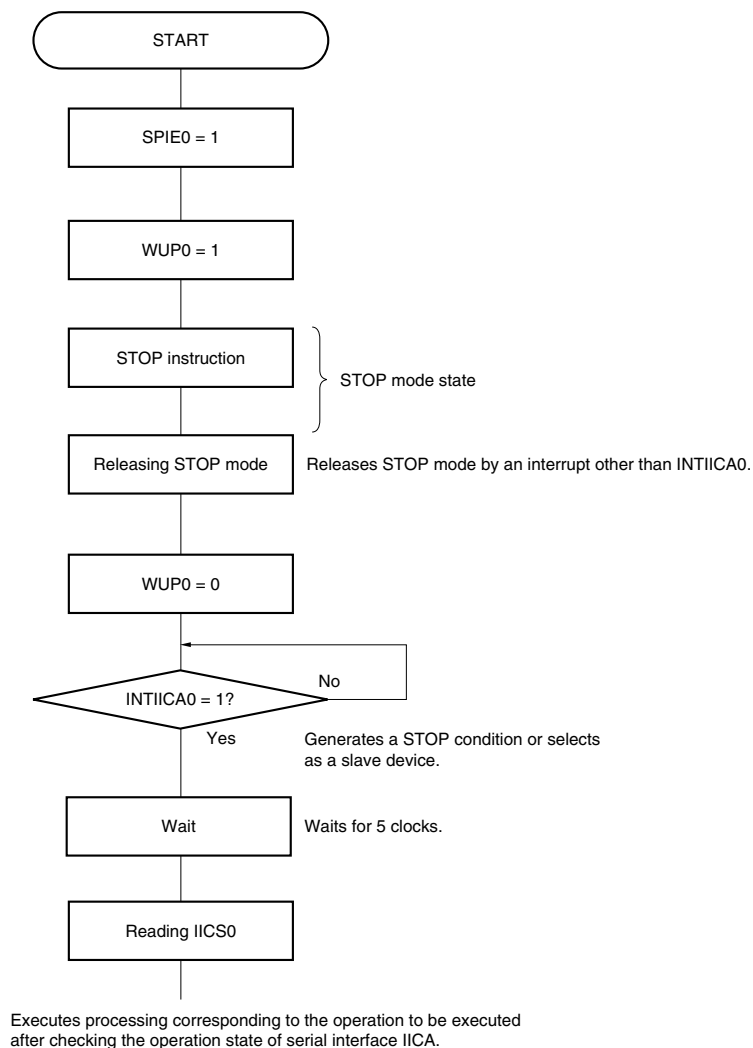 START
SPIE0 = 1
WUP0 = 1
STOP instruction
STOP mode state
Releasing STOP mode
Releases STOP mode by an interrupt other than INTIICA0.
WUP0 = 0
INTIICA0 = 1?
No
Yes
Generates a STOP condition or selects
as a slave device.
Wait
Waits for 5 clocks.
Reading IICS0
Executes processing corresponding to the operation to be executed
after checking the operation state of serial interface IICA.